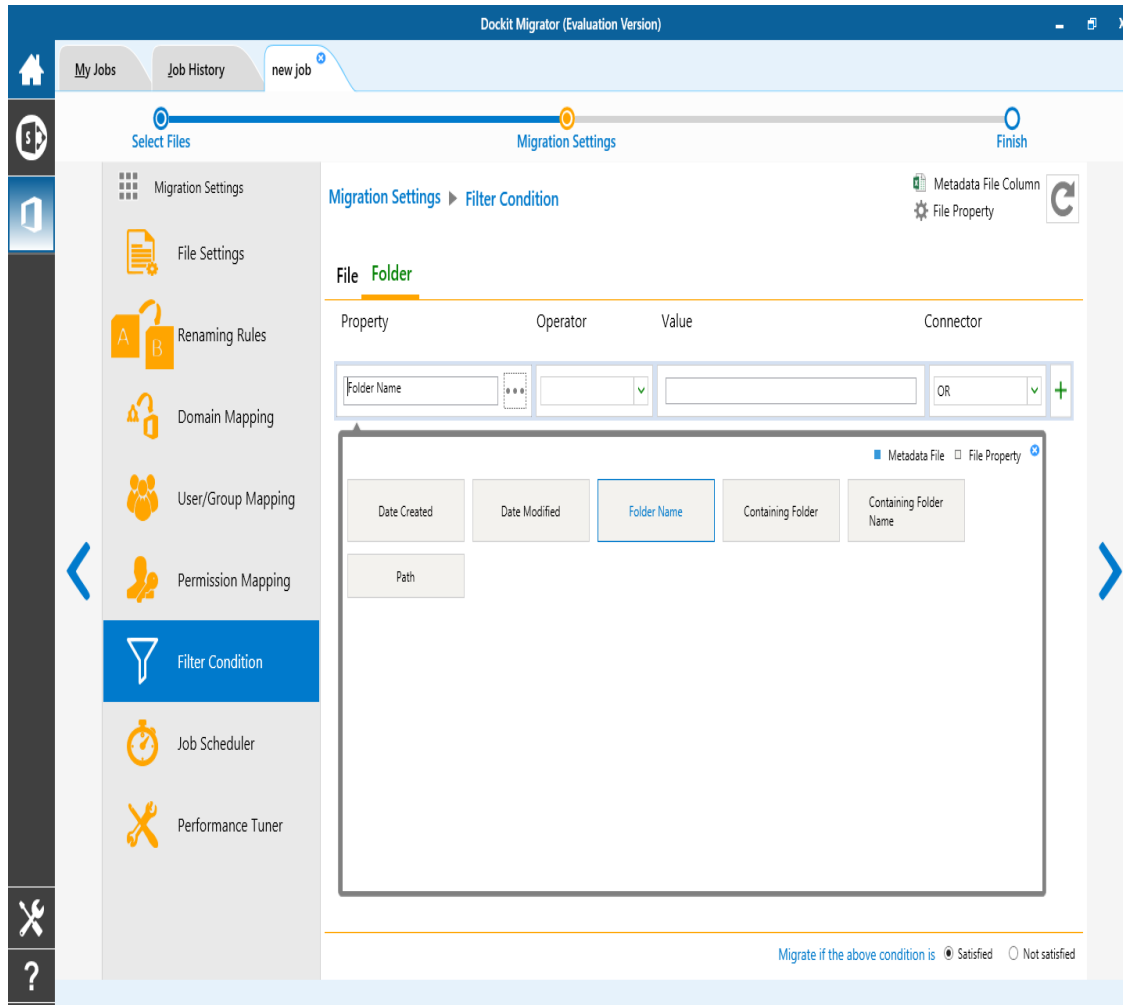 Dockit Migrator (Evaluation Version)
My Jobs
Job History
new job
Select Files
Migration Settings
Finish
Migration Settings
File Settings
Renaming Rules
A
B
Domain Mapping
User/Group Mapping
Permission Mapping
Filter Condition
Job Scheduler
Performance Tuner
Migration Settings Filter Condition
Metadata File Column
File Property
File Folder
Property Operator Value Connector
Folder Name
OR
Metadata File File Property
Date Created
Date Modified
Folder Name
Containing Folder
Containing Folder
Name
Path
Migrate if the above condition is Satisfied Not satisfied
?